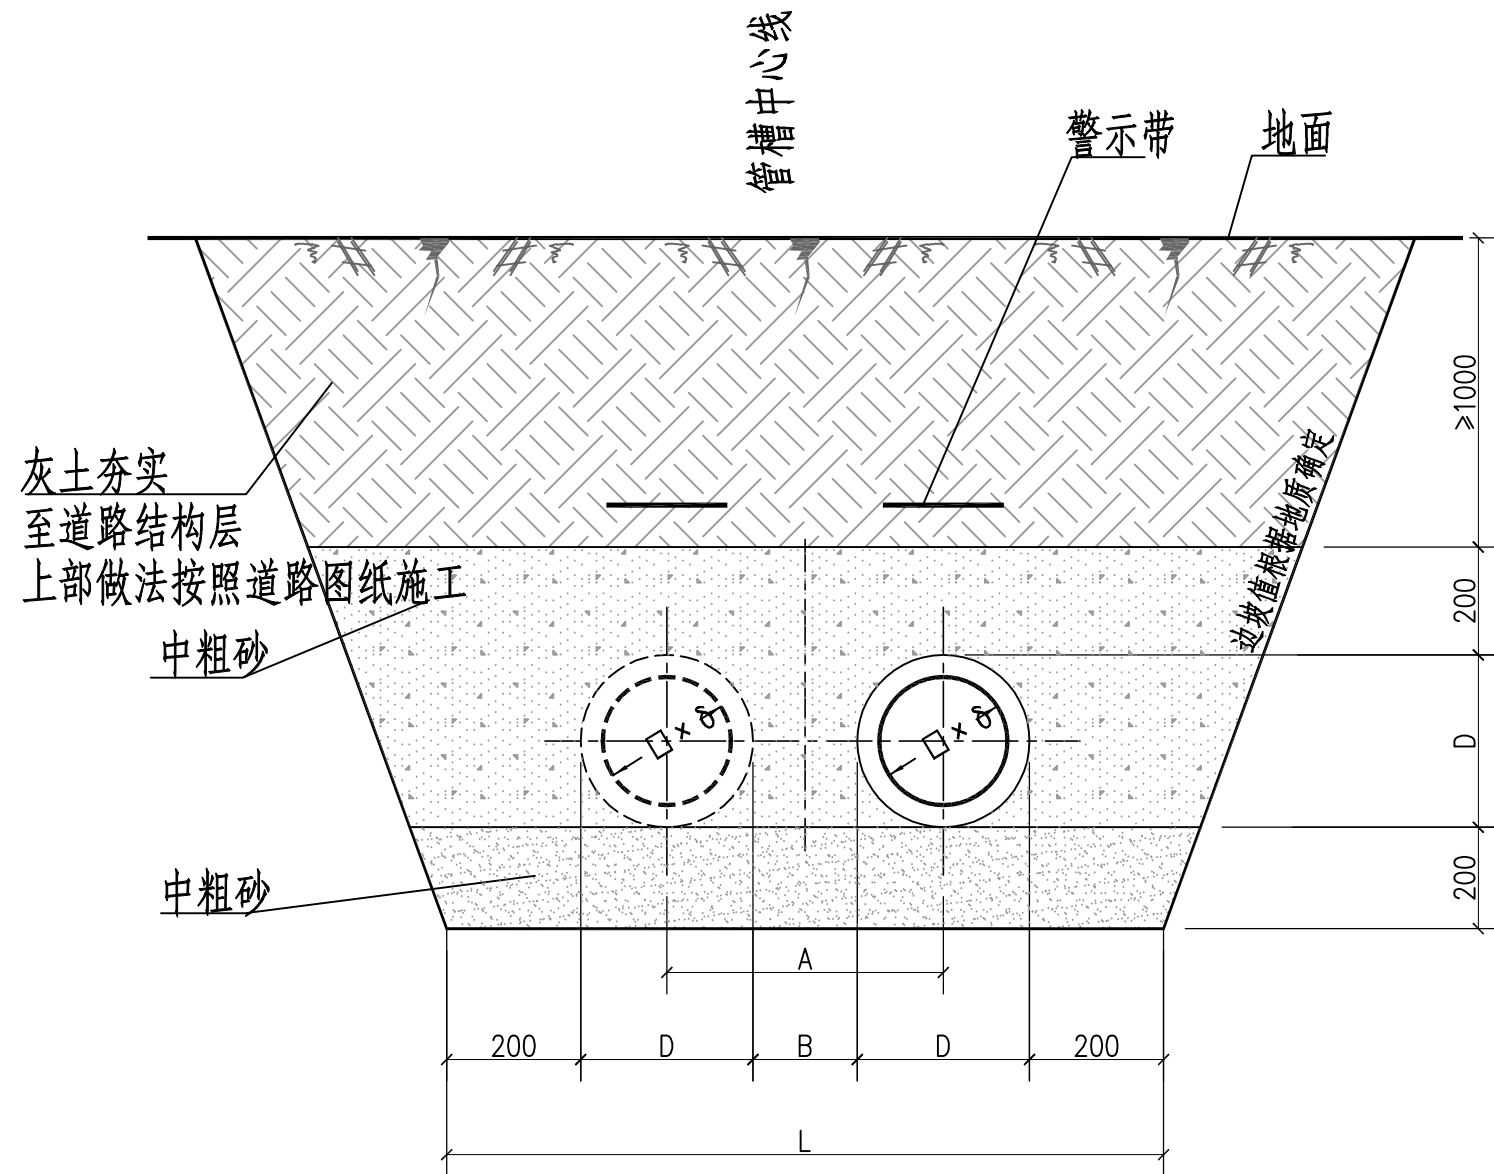 管槽中心线
警示带
地面
≥1000
灰土夯实
至道路结构层
上部做法按照道路图纸施工
边坡值根据地质确定
200
中粗砂
□ × δ
□ × δ
D
中粗砂
200
A
200
D
B
D
200
L